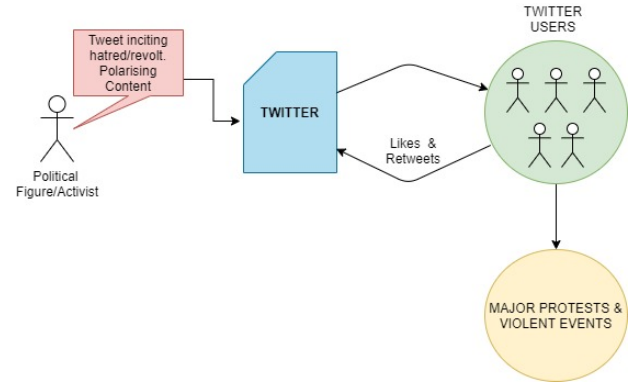 Tweet inciting
hatred/revolt.
Polarising
Content
Political
Figure/Activist
TWITTER
Likes &
Retweets
TWITTER
USERS
MAJOR PROTESTS &
VIOLENT EVENTS